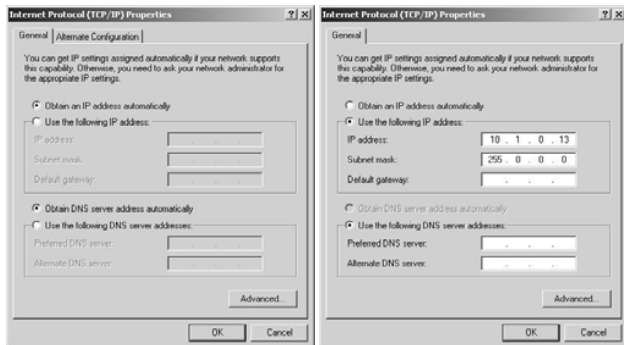 Internet Protocol (TCP/IP) Properties
General
Alternate Configuration
You can get IP settings assigned automatically if your network supports
this capability. Otherwise, you need to ask your network administrator for
the appropriate IP settings.
Obtain an IP address automatically
Use the following IP address:
IP address:
Subnet mask:
Default gateway:
Obtain DNS server address automatically
Use the following DNS server addresses:
Preferred DNS server:
Alternate DNS server:
Advanced...
OK
Cancel
Internet Protocol (TCP/IP) Properties
General
You can get IP settings assigned automatically if your network supports
this capability. Otherwise, you need to ask your network administrator for
the appropriate IP settings.
Obtain an IP address automatically
Use the following IP address:
IP address: 10 . 1 . 0 . 13
Subnet mask: 255 . 0 . 0 . 0
Default gateway:
Obtain DNS server address automatically
Use the following DNS server addresses:
Preferred DNS server:
Alternate DNS server:
Advanced...
OK
Cancel